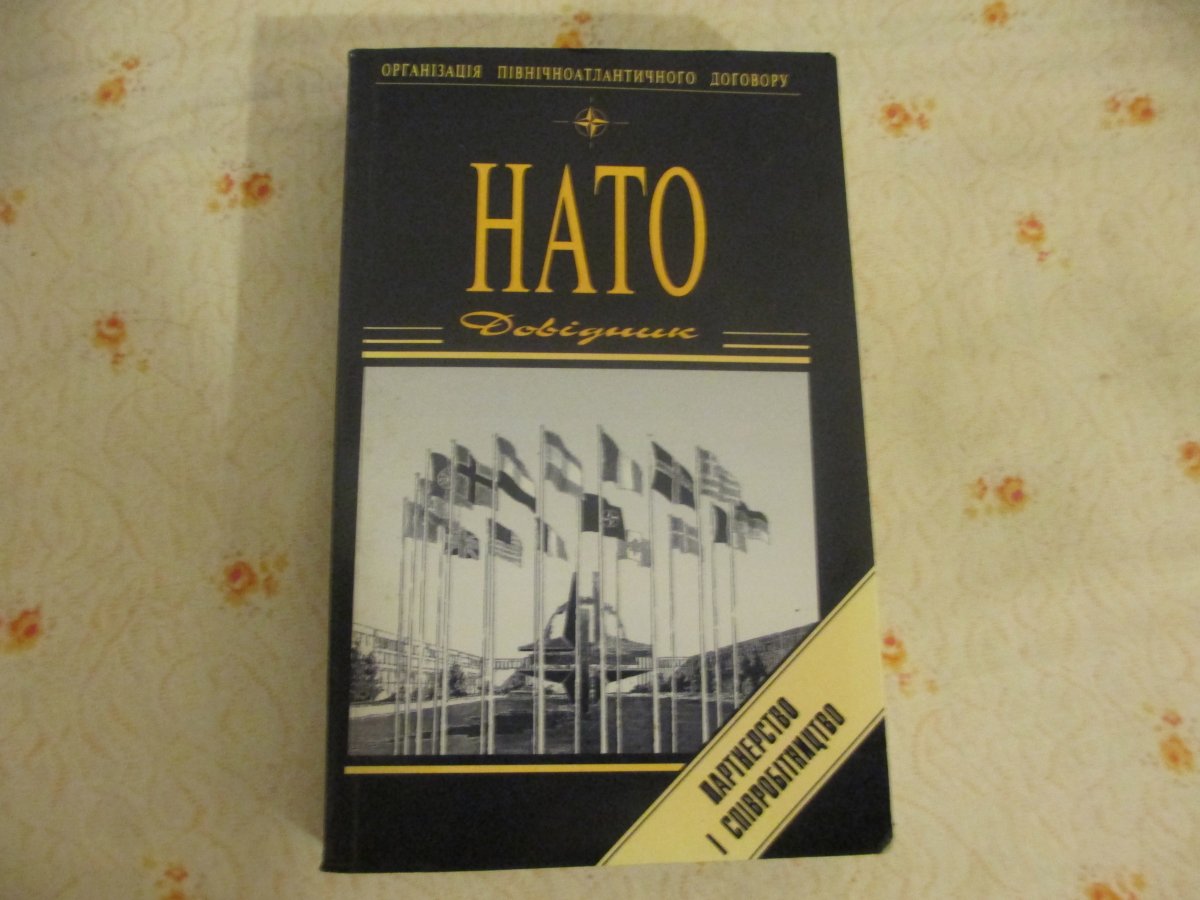 ОРГАНІЗАЦІЯ ПІВНІЧНОАТЛАНТИЧНОГО ДОГОВОРУ
НАТО
Довідник
ПАРТНЕРСТВО
І СПІВРОБІТНИЦТВО